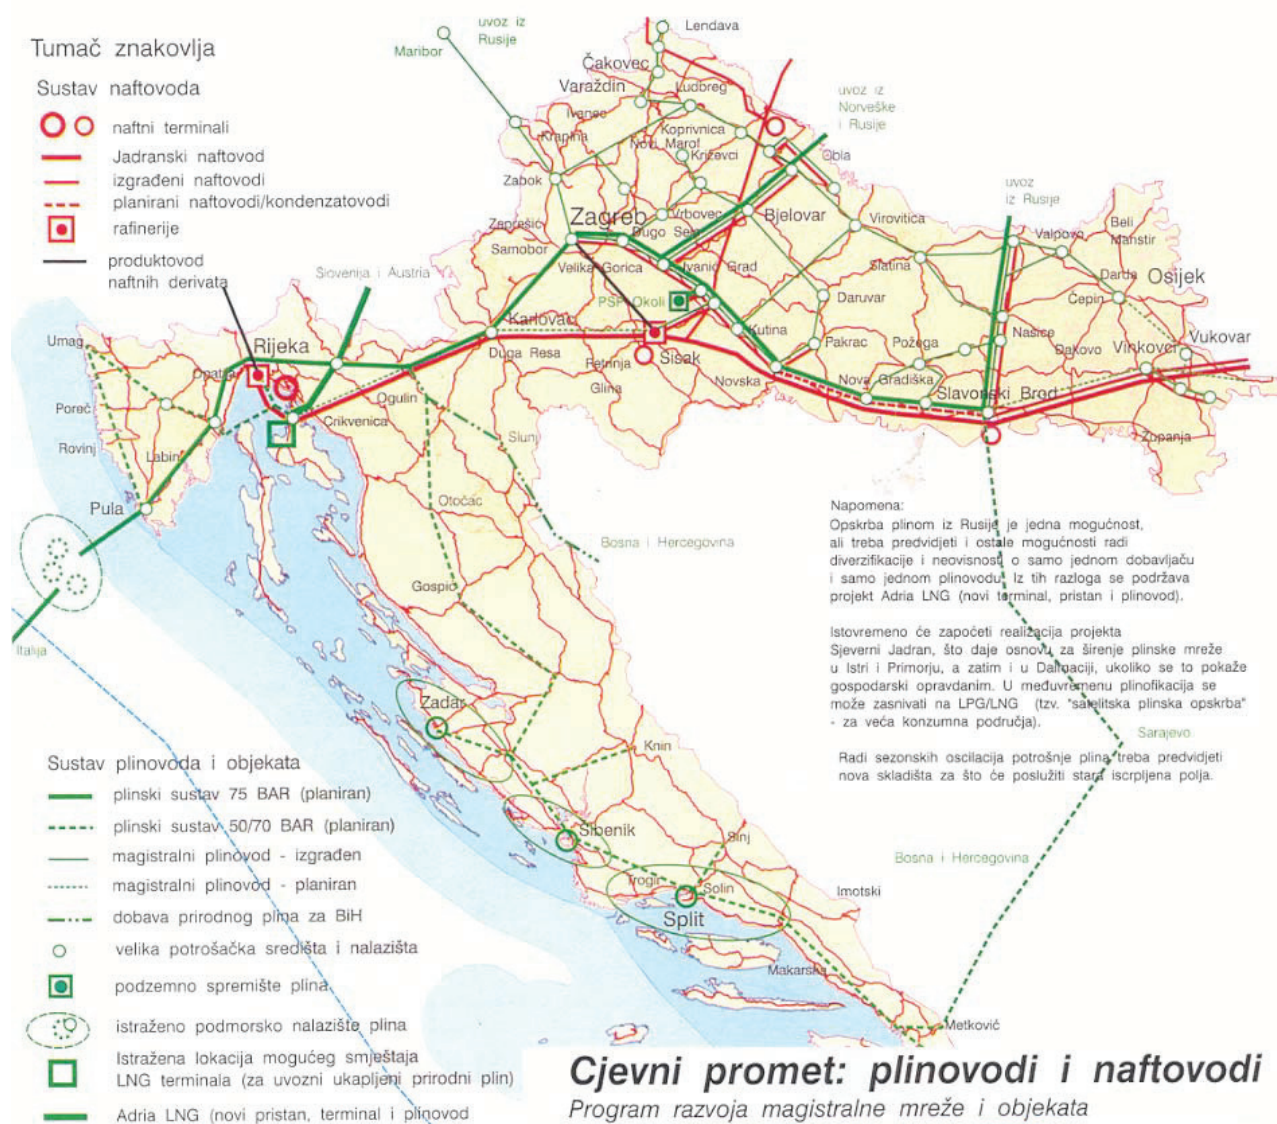 Tumač znakovlja
Sustav naftovoda
naftni terminali
Jadranski naftovod
izgrađeni naftovodi
planirani naftovodi/kondenzatovodi
rafinerije
produktovod
naftnih derivata
uvoz iz
Rusije
Maribor
Lendava
Čakovec
Varaždin
Ludbreg
Ivanec
Krapina
Koprivnica
Novi Marof
Križevci
uvoz iz
Norveške
i Rusije
Zabok
Zagreb
Vrbovec
Bjelovar
Virovitica
uvoz
iz Rusije
Valpovo
Beli
Manstir
Zeprešić
Samobor
Dugo Selo
Velika Gorica
Ivanić Grad
Slatina
Darda
Osijek
Slovenija i Austria
PSP Okoli
Daruvar
Čepin
Umag
Rijeka
Opatija
Karlovac
Duga Resa
Kutina
Pakrac
Požega
Našice
Đakovo
Vinkovci
Vukovar
Petrinja
Sisak
Glina
Novska
Nova Gradiška
Slavonski Brod
Županja
Poreč
Rovinj
Labin
Pula
Crikvenica
Ogulin
Slunj
Otočac
Bosna i Hercegovina
Gospić
Italija
Napomena:
Opskrba plinom iz Rusije je jedna mogućnost,
ali treba predvidjeti i ostale mogućnosti radi
diverzifikacije i neovisnosti o samo jednom dobavljaču
i samo jednom plinovodu. Iz tih razloga se podržava
projekt Adria LNG (novi terminal, pristan i plinovod).
Istovremeno će započeti realizacija projekta
Sjeverni Jadran, što daje osnovu za širenje plinske mreže
u Istri i Primorju, a zatim i u Dalmaciji, ukoliko se to pokaže
gospodarski opravdanim. U međuvremenu plinofikacija se
može zasnivati na LPG/LNG (tzv. "satelitska plinska opskrba"
- za veća konzumna područja).
Radi sezonskih oscilacija potrošnje plina treba predvidjeti
nova skladišta za što će poslužiti stara iscrpljena polja.
Sarajevo
Bosna i Hercegovina
Zadar
Knin
Šibenik
Sinj
Trogir
Solin
Split
Imotski
Makarska
Metković
Sustav plinovoda i objekata
plinski sustav 75 BAR (planiran)
plinski sustav 50/70 BAR (planiran)
magistralni plinovod - izgrađen
magistralni plinovod - planiran
dobava prirodnog plina za BiH
velika potrošačka središta i nalazišta
podzemno spremište plina
istraženo podmorsko nalazište plina
Istražena lokacija mogućeg smještaja
LNG terminala (za uvozni ukapljeni prirodni plin)
Adria LNG (novi pristan, terminal i plinovod
Cjevni promet: plinovodi i naftovodi
Program razvoja magistralne mreže i objekata